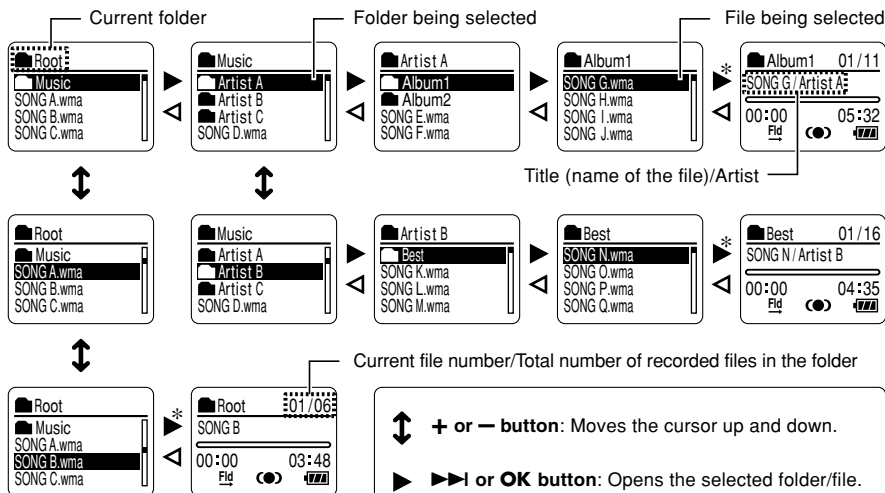 Current folder
Folder being selected
File being selected
Root
Music
SONG A.wma
SONG B.wma
SONG C.wma
Music
Artist A
Artist B
Artist C
SONG D.wma
Artist A
Album1
Album2
SONG E.wma
SONG F.wma
Album1
SONG G.wma
SONG H.wma
SONG I.wma
SONG J.wma
*
Album1 01/11
SONG G/Artist A
00:00 05:32
Fld
Title (name of the file)/Artist
Root
Music
SONG A.wma
SONG B.wma
SONG C.wma
Music
Artist A
Artist B
Artist C
SONG D.wma
Artist B
Best
SONG K.wma
SONG L.wma
SONG M.wma
Best
SONG N.wma
SONG O.wma
SONG P.wma
SONG Q.wma
*
Best 01/16
SONG N/Artist B
00:00 04:35
Fld
Current file number/Total number of recorded files in the folder
Root
Music
SONG A.wma
SONG B.wma
SONG C.wma
*
Root 01/06
SONG B
00:00 03:48
Fld
+ or − button: Moves the cursor up and down.
▶▶I or OK button: Opens the selected folder/file.